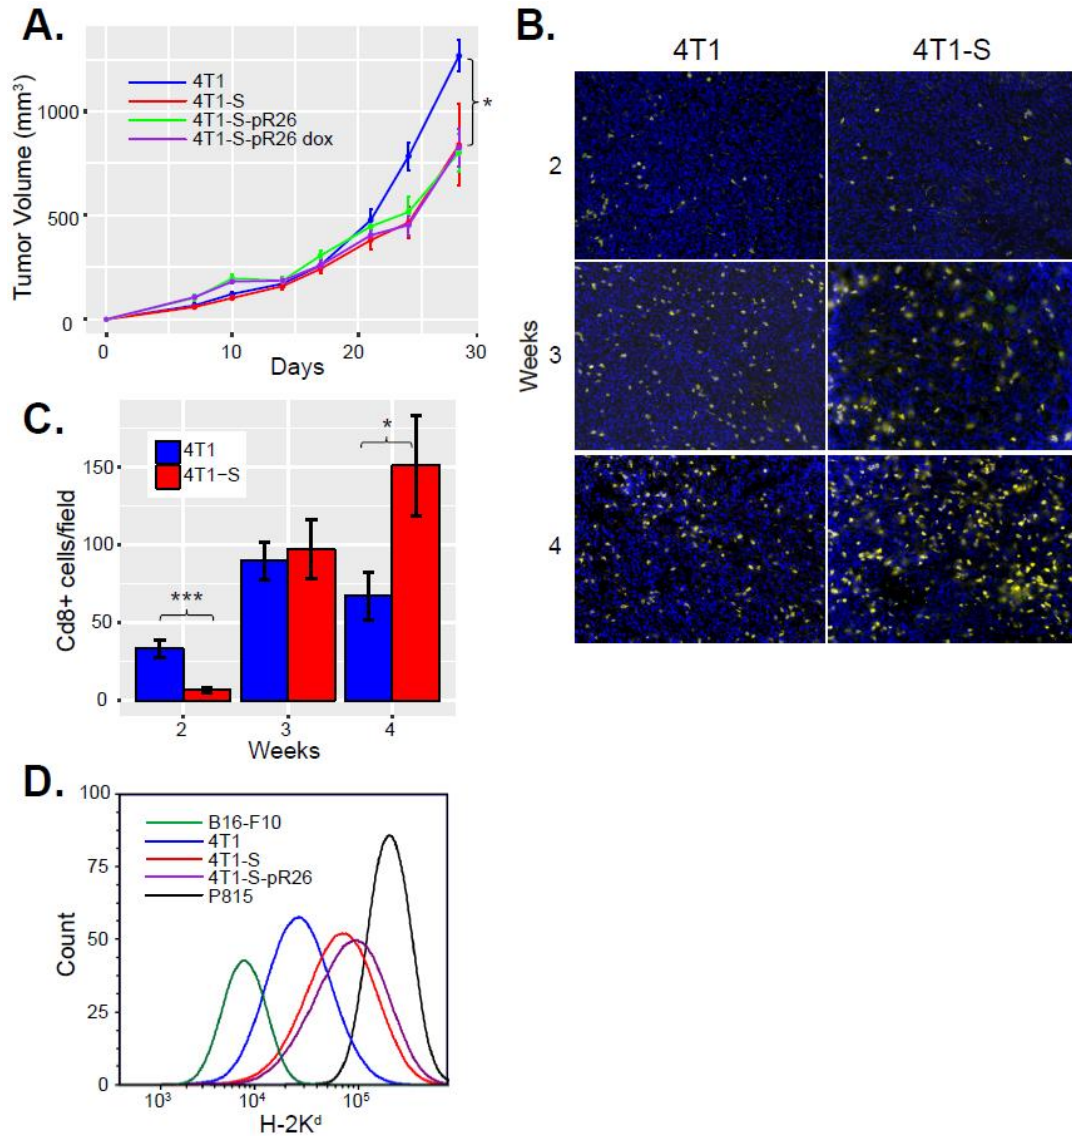 A.
Tumor Volume (mm³)
1000
500
0
4T1
4T1-S
4T1-S-pR26
4T1-S-pR26 dox
*
0
10
20
30
Days
B.
4T1
4T1-S
Weeks
2
3
4
C.
Cd8+ cells/field
150
100
50
0
4T1
4T1-S
***
*
2
3
4
Weeks
D.
Count
100
75
50
25
0
B16-F10
4T1
4T1-S
4T1-S-pR26
P815
10³
10⁴
10⁵
H-2Kᵈ